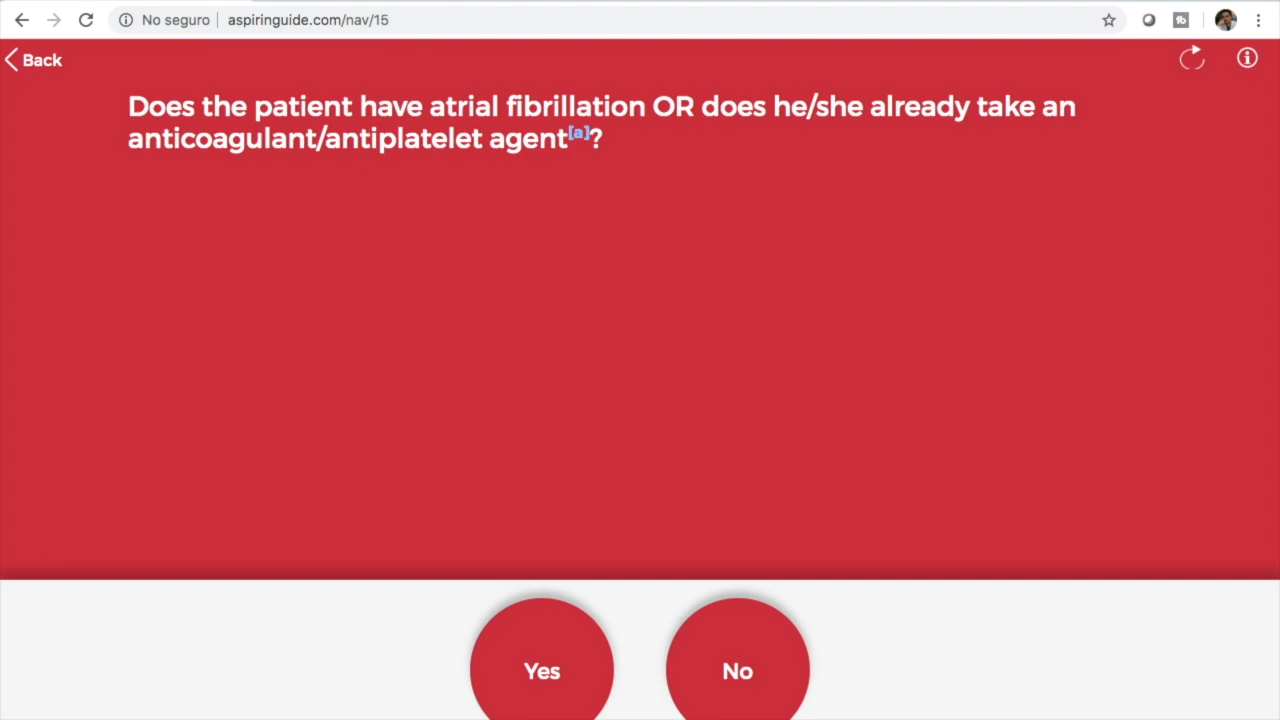 No seguro aspiringuide.com/nav/15
Back
Does the patient have atrial fibrillation OR does he/she already take an
anticoagulant/antiplatelet agent[a]?
Yes No